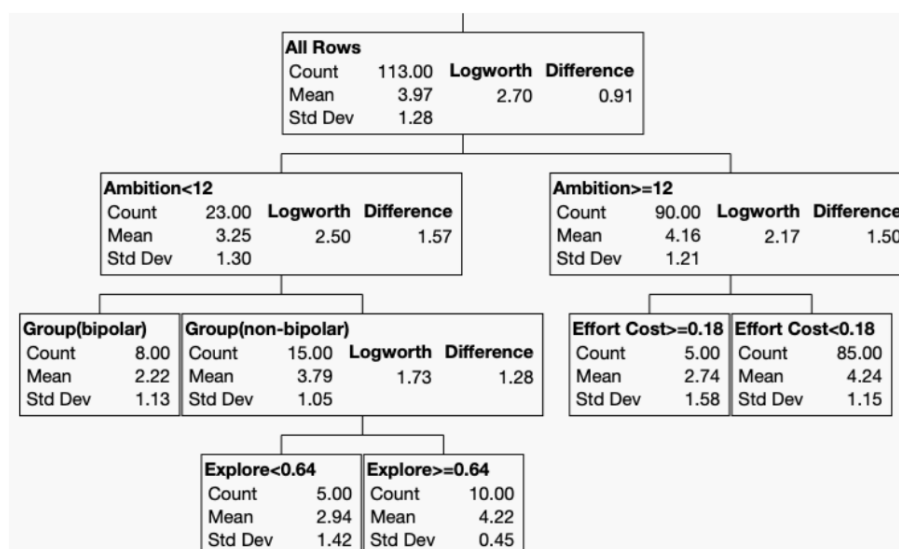 All Rows
Count 113.00 Logworth Difference
Mean 3.97 2.70 0.91
Std Dev 1.28
Ambition<12
Count 23.00 Logworth Difference
Mean 3.25 2.50 1.57
Std Dev 1.30
Ambition>=12
Count 90.00 Logworth Difference
Mean 4.16 2.17 1.50
Std Dev 1.21
Group(bipolar)
Count 8.00
Mean 2.22
Std Dev 1.13
Group(non-bipolar)
Count 15.00 Logworth Difference
Mean 3.79 1.73 1.28
Std Dev 1.05
Effort Cost>=0.18
Count 5.00
Mean 2.74
Std Dev 1.58
Effort Cost<0.18
Count 85.00
Mean 4.24
Std Dev 1.15
Explore<0.64
Count 5.00
Mean 2.94
Std Dev 1.42
Explore>=0.64
Count 10.00
Mean 4.22
Std Dev 0.45